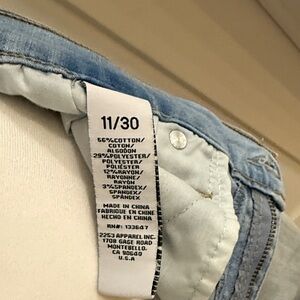 11/30
56%COTTON/
COTON/
ALGODON
29%POLYESTER/
POLYESTER/
POLIESTER
12%RAYON/
RAYONNE/
RAYON
3%SPANDEX/
SPANDEX/
SPANDEX
MADE IN CHINA
FABRIQUE EN CHINE
HECHO EN CHINA
RN#: 133647
2253 APPAREL INC.
1708 GAGE ROAD
MONTEBELLO,
CA 90640
U.S.A